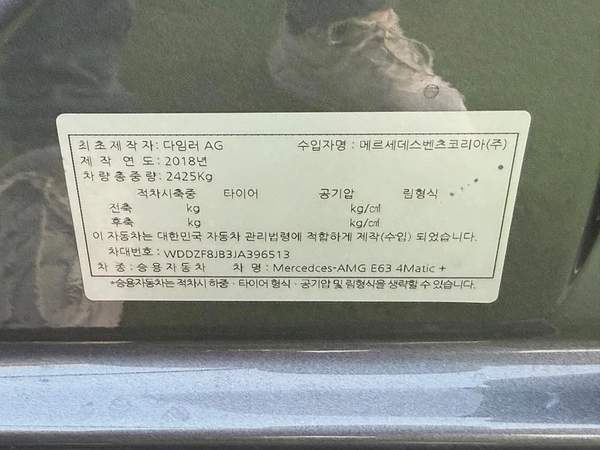 최초제작자: 다임러 AG 수입자명 : 메르세데스벤츠코리아(주)
제 작 연 도: 2018년
차량총중량: 2425Kg
적차시축중 타이어 공기압 림형식
전축 kg kg/㎠
후축 kg kg/㎠
이 자동차는 대한민국 자동차 관리법령에 적합하게 제작(수입) 되었습니다.
차대번호: WDDZF8JB3JA396513
차 종 : 승용자동차 차 명 : Mercedces-AMG E63 4Matic +
*승용자동차는 적차시 하중 · 타이어 형식 · 공기압 및 림형식을 생략할 수 있습니다.